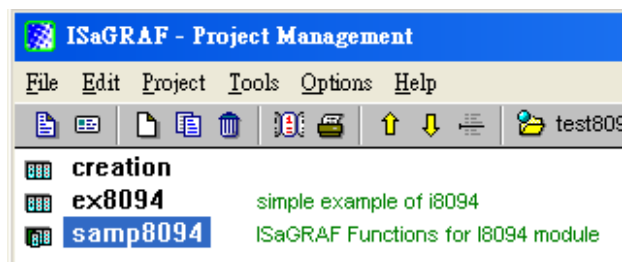 ISaGRAF - Project Management
File Edit Project Tools Options Help
test809
creation
ex8094 simple example of i8094
samp8094 ISaGRAF Functions for I8094 module